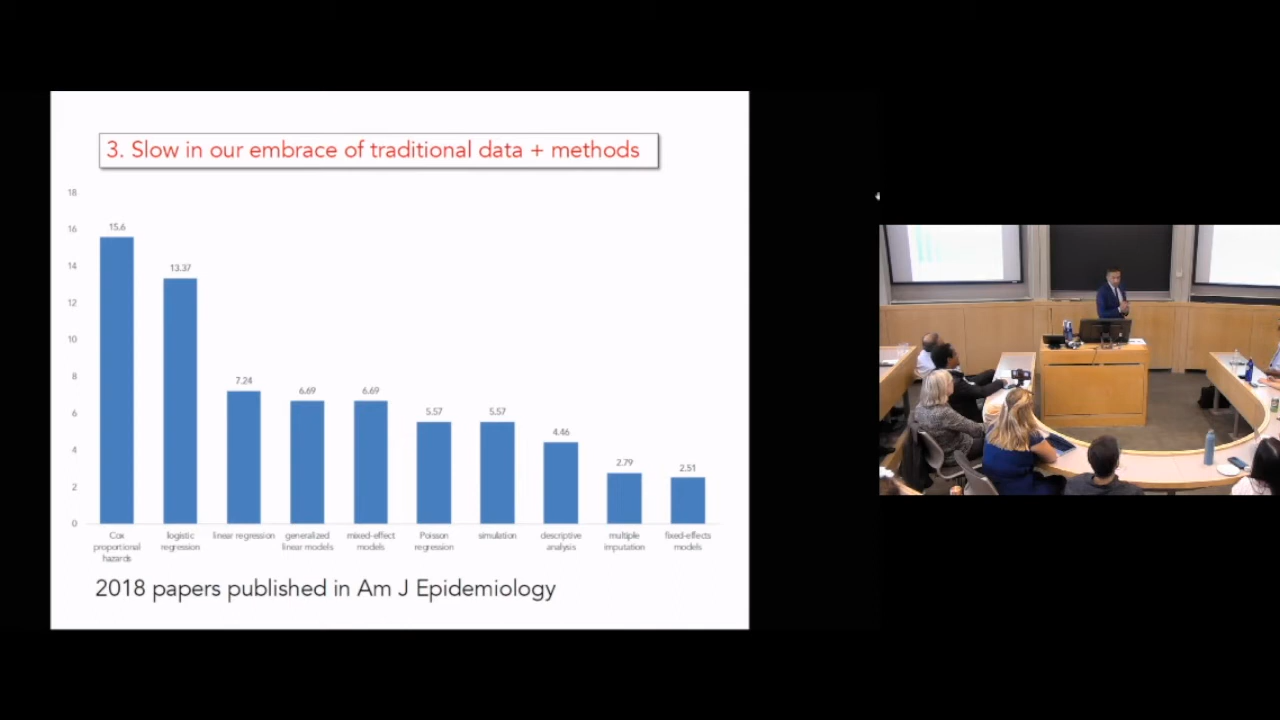 3. Slow in our embrace of traditional data + methods
18
16
14
12
10
8
6
4
2
0
15.6
13.37
7.24
6.69
6.69
5.57
5.57
4.46
2.79
2.51
Cox
proportional
hazards
logistic
regression
linear regression
generalized
linear models
mixed-effect
models
Poisson
regression
simulation
descriptive
analysis
multiple
imputation
fixed-effects
models
2018 papers published in Am J Epidemiology